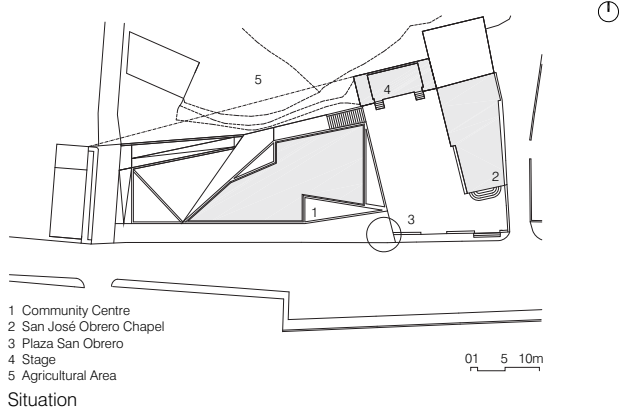 5
4
2
1
3
1 Community Centre
2 San José Obrero Chapel
3 Plaza San Obrero
4 Stage
5 Agricultural Area
01 5 10m
Situation